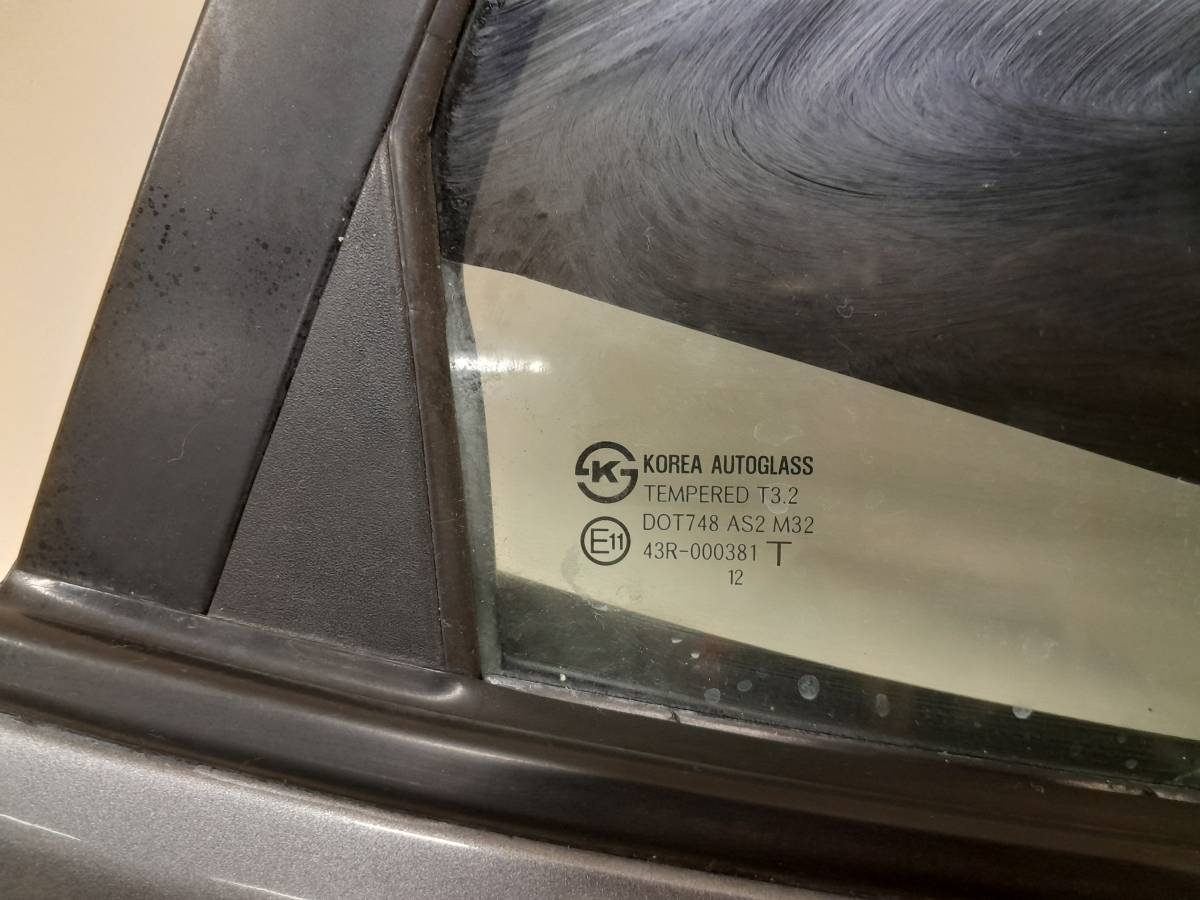 K KOREA AUTOGLASS
TEMPERED T3.2
DOT748 AS2 M32
E11 43R-000381 T
12